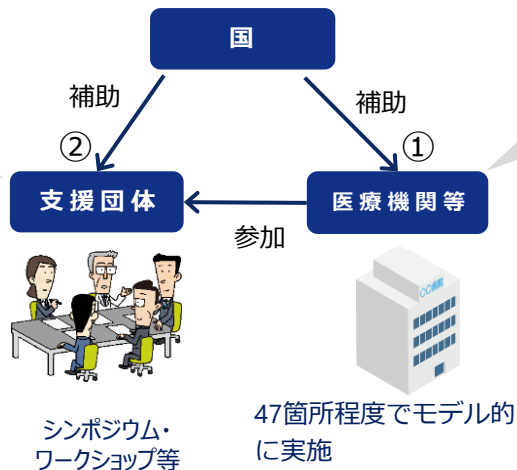 国
補助
補助
②
①
支援団体
医療機関等
参加
シンポジウム・
ワークショップ等
47箇所程度でモデル的
に実施